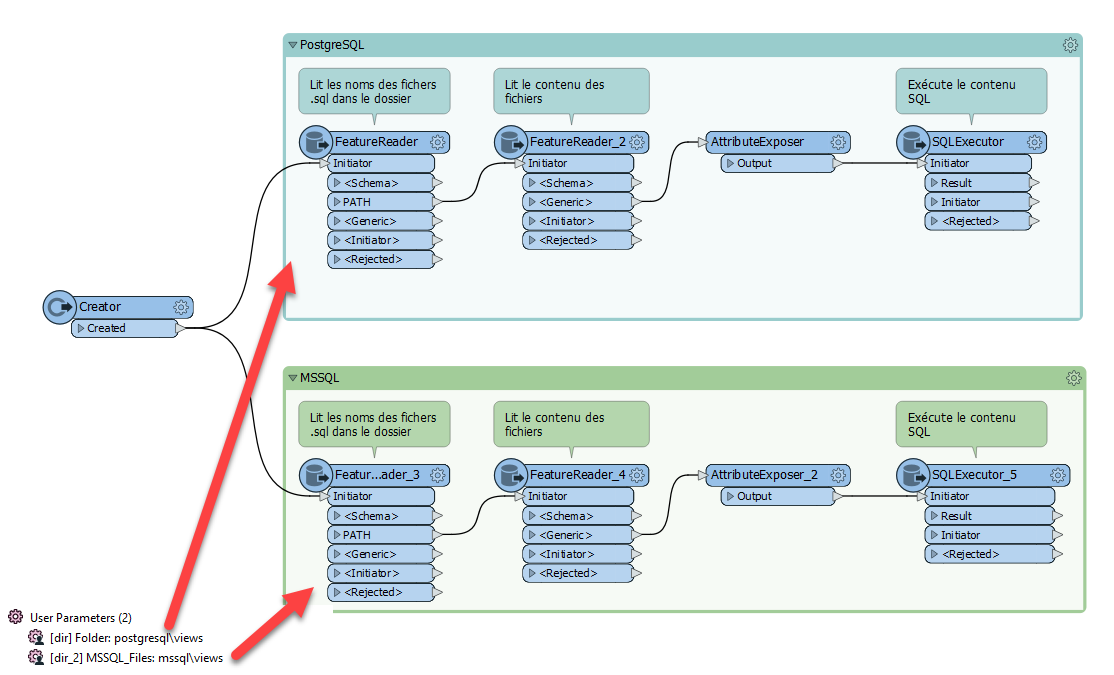 PostgreSQL
Lit les noms des fichers
.sql dans le dossier
Lit le contenu des
fichiers
Exécute le contenu
SQL
FeatureReader
Initiator
<Schema>
PATH
<Generic>
<Initiator>
<Rejected>
FeatureReader_2
Initiator
<Schema>
<Generic>
<Initiator>
<Rejected>
AttributeExposer
Output
SQLExecutor
Initiator
Result
Initiator
<Rejected>
Creator
Created
MSSQL
Lit les noms des fichers
.sql dans le dossier
Lit le contenu des
fichiers
Exécute le contenu
SQL
Featur...ader_3
Initiator
<Schema>
PATH
<Generic>
<Initiator>
<Rejected>
FeatureReader_4
Initiator
<Schema>
<Generic>
<Initiator>
<Rejected>
AttributeExposer_2
Output
SQLExecutor_5
Initiator
Result
Initiator
<Rejected>
User Parameters (2)
[dir] Folder: postgresql\views
[dir_2] MSSQL_Files: mssql\views